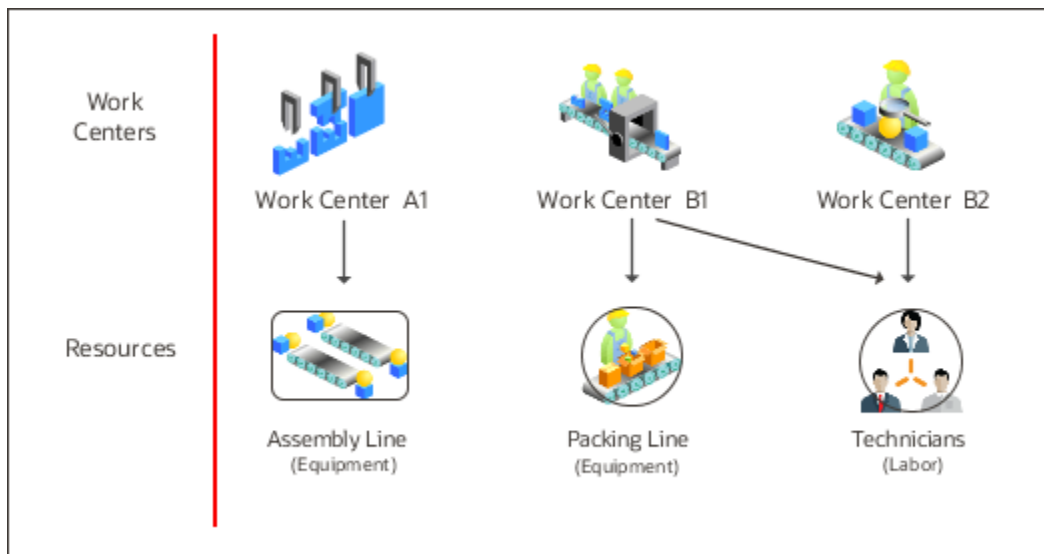 Work
Centers
Work Center A1
Work Center B1
Work Center B2
Resources
Assembly Line
(Equipment)
Packing Line
(Equipment)
Technicians
(Labor)